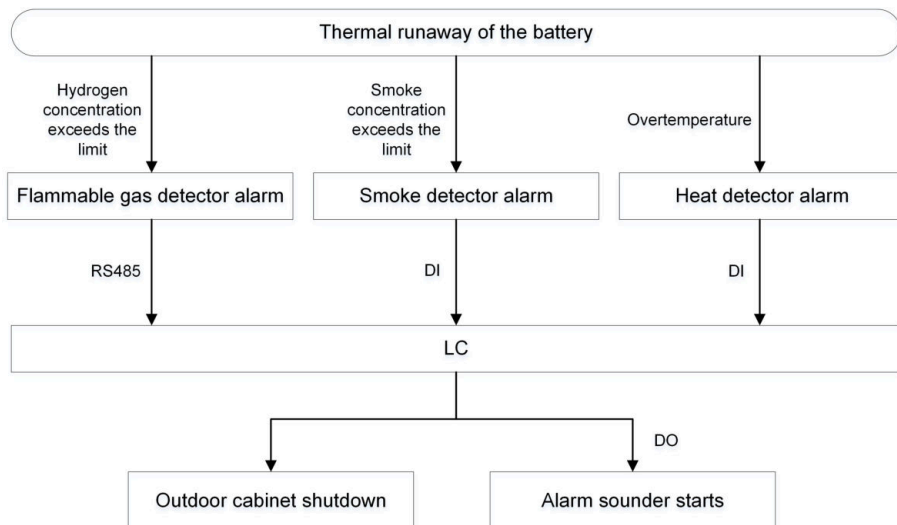 Thermal runaway of the battery
Hydrogen
concentration
exceeds the
limit
Smoke
concentration
exceeds the
limit
Overtemperature
Flammable gas detector alarm
Smoke detector alarm
Heat detector alarm
RS485
DI
DI
LC
DO
Outdoor cabinet shutdown
Alarm sounder starts